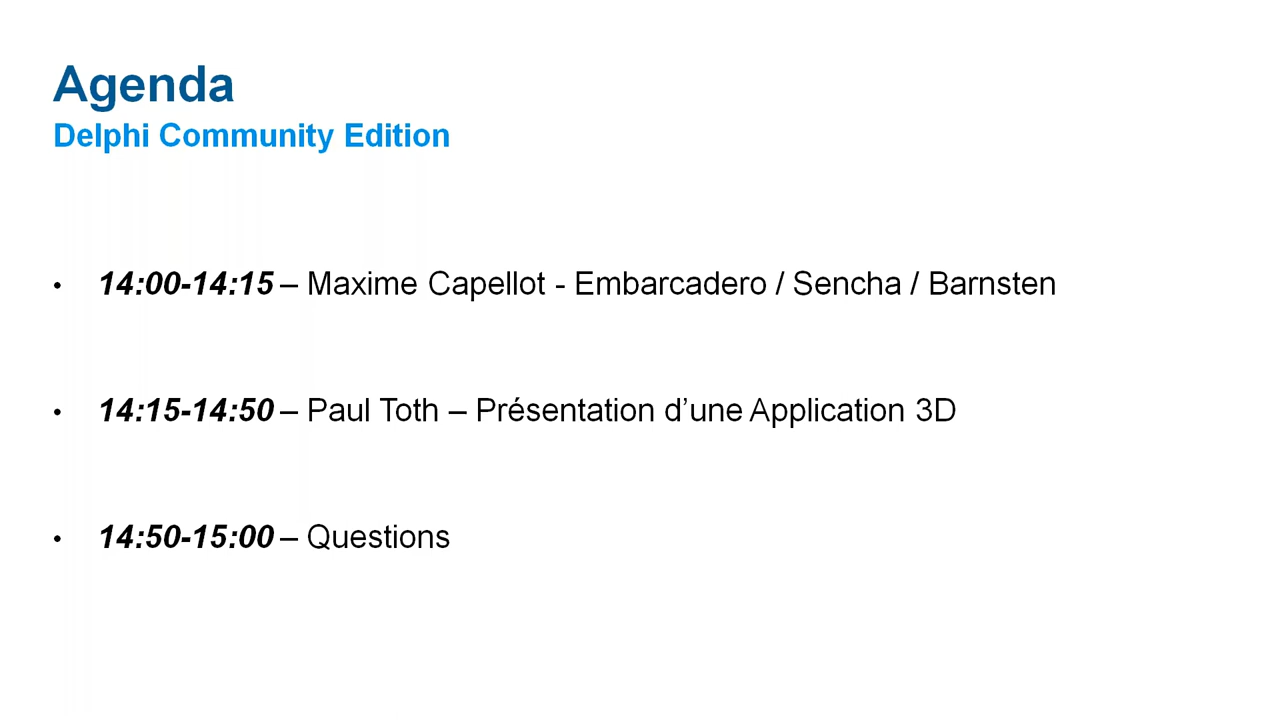 Agenda
Delphi Community Edition
• 14:00-14:15 – Maxime Capellot - Embarcadero / Sencha / Barnsten
• 14:15-14:50 – Paul Toth – Présentation d’une Application 3D
• 14:50-15:00 – Questions